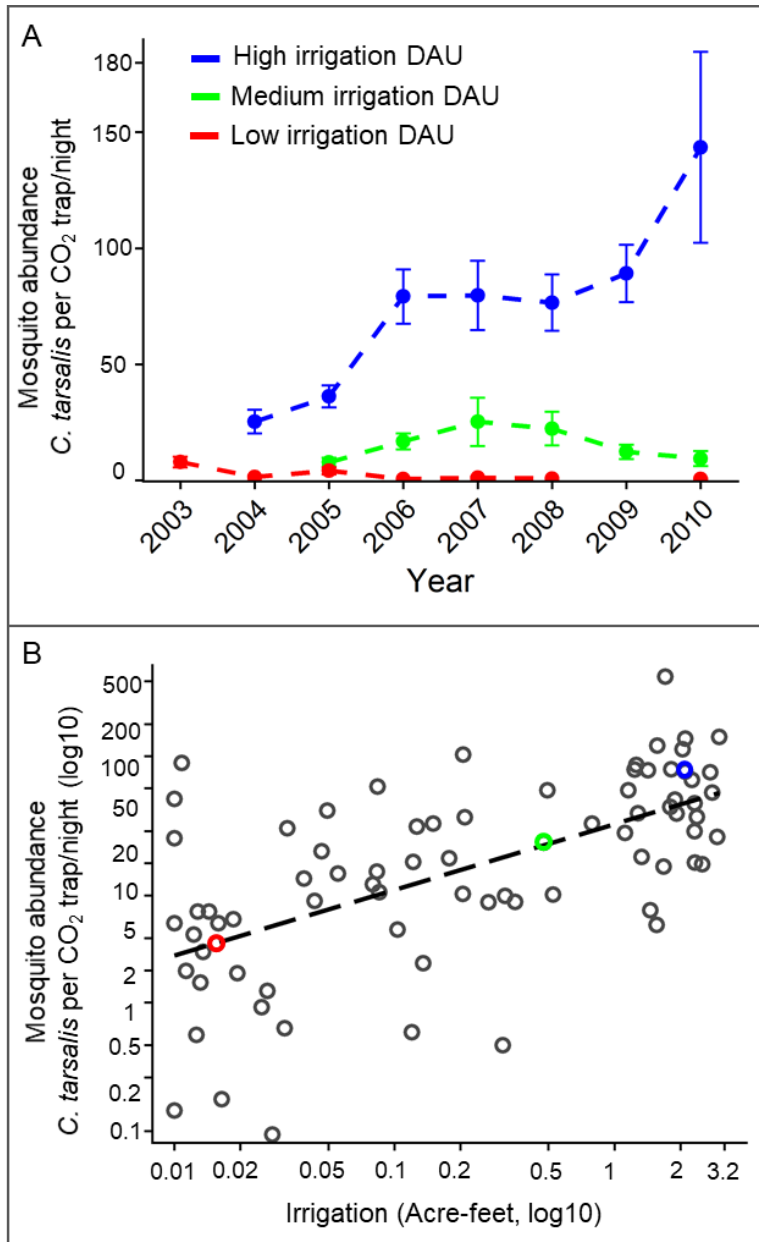 A
Mosquito abundance
C. tarsalis per CO₂ trap/night
180
150
100
50
0
High irrigation DAU
Medium irrigation DAU
Low irrigation DAU
2003 2004 2005 2006 2007 2008 2009 2010
Year
B
Mosquito abundance
C. tarsalis per CO₂ trap/night (log10)
500
200
100
50
20
10
5
2
1
0.5
0.2
0.1
0.01 0.02 0.05 0.1 0.2 0.5 1 2 3.2
Irrigation (Acre-feet, log10)